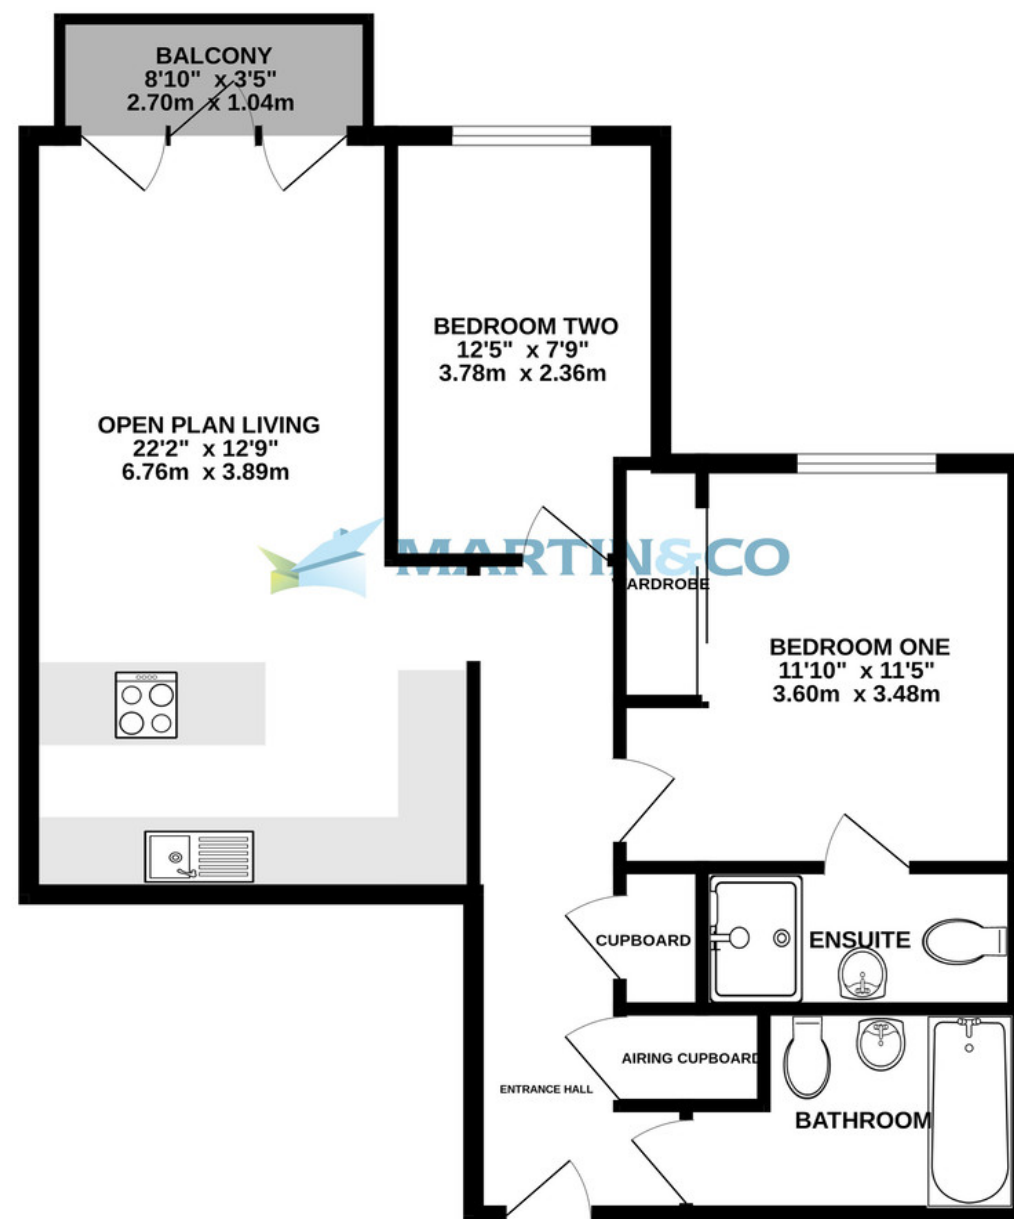 BALCONY
8'10" x 3'5"
2.70m x 1.04m
BEDROOM TWO
12'5" x 7'9"
3.78m x 2.36m
OPEN PLAN LIVING
22'2" x 12'9"
6.76m x 3.89m
MARTIN&CO
WARDROBE
BEDROOM ONE
11'10" x 11'5"
3.60m x 3.48m
CUPBOARD
ENSUITE
AIRING CUPBOARD
ENTRANCE HALL
BATHROOM